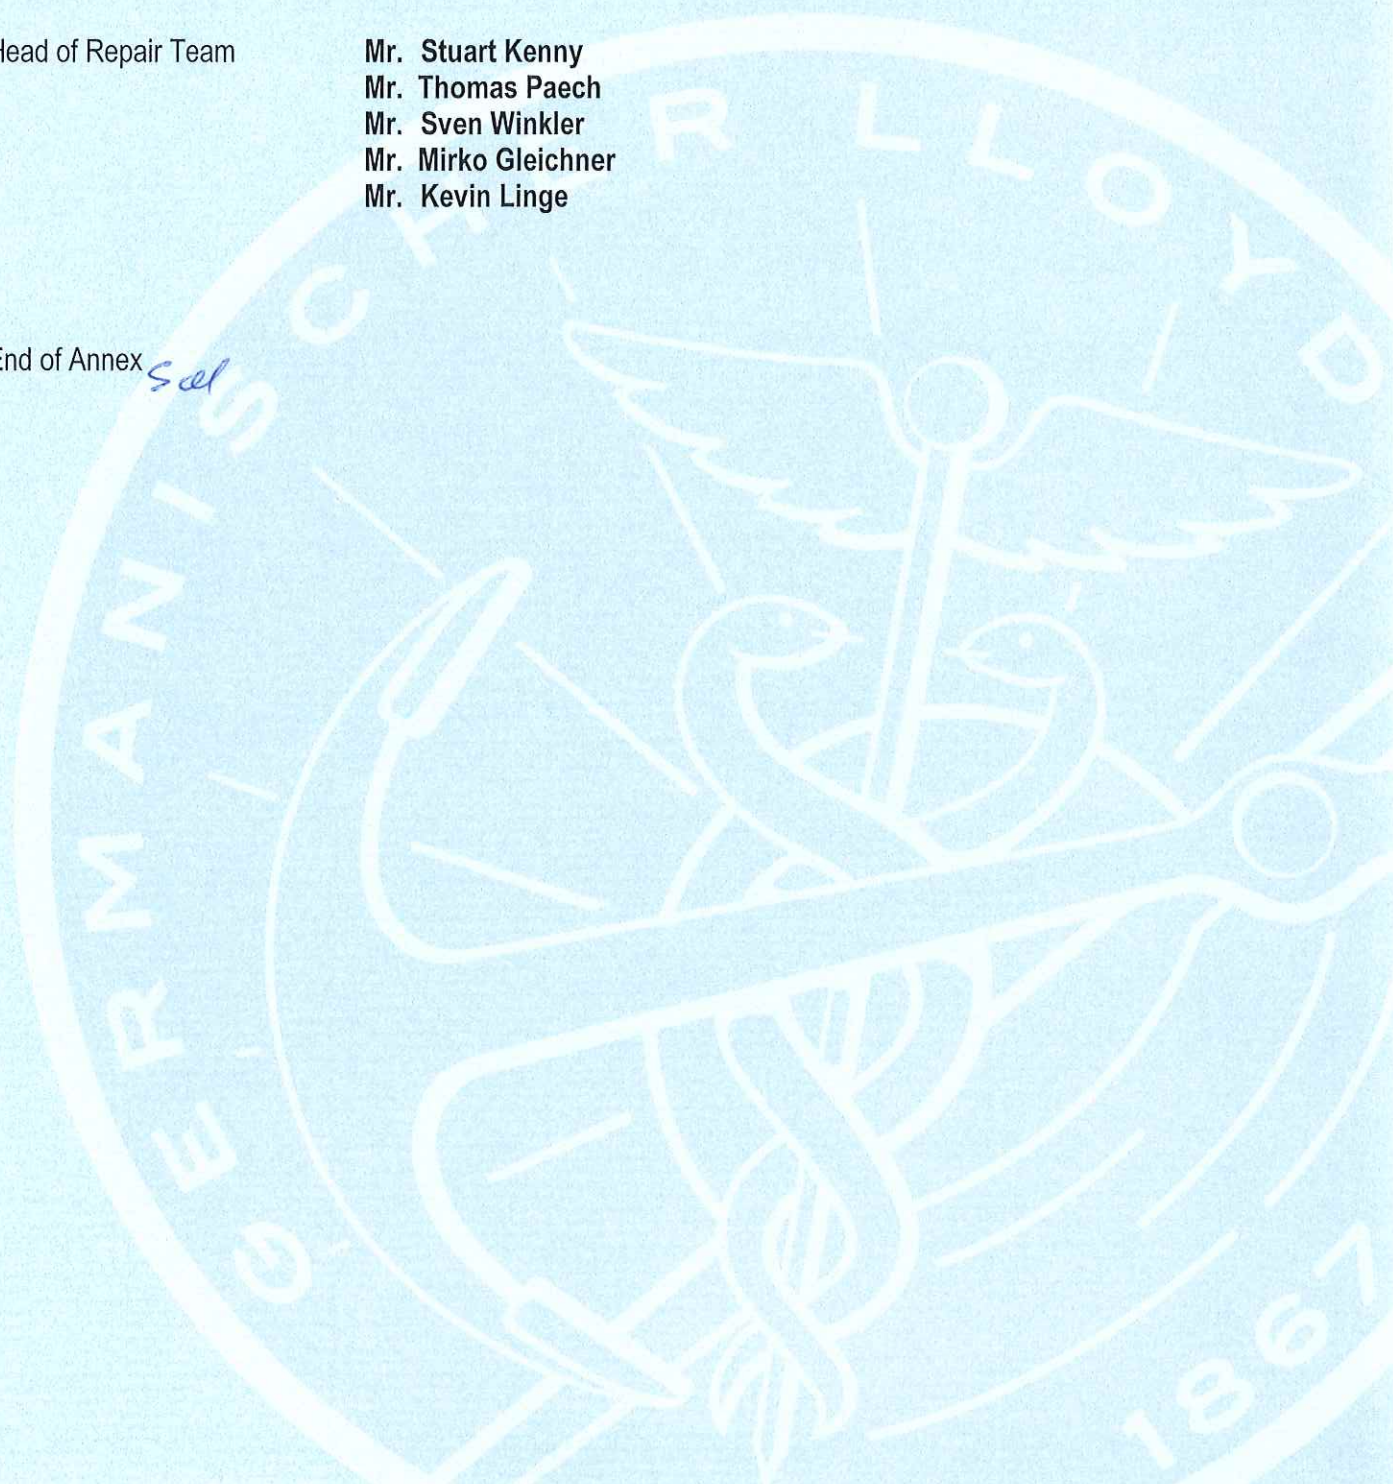 Head of Repair Team Mr. Stuart Kenny
Mr. Thomas Paech
Mr. Sven Winkler
Mr. Mirko Gleichner
Mr. Kevin Linge
End of Annex
GERMANISCHER LLOYD
1867